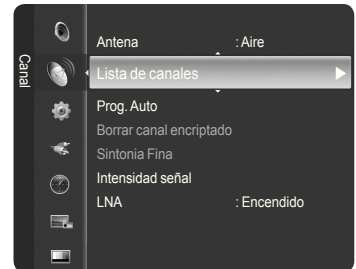 Canal
Antena : Aire
Lista de canales
Prog. Auto
Borrar canal encriptado
Sintonia Fina
Intensidad señal
LNA : Encendido